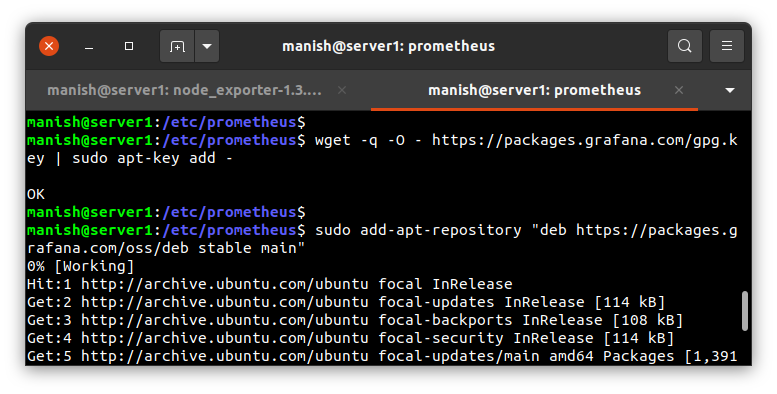 manish@server1: prometheus
manish@server1: node_exporter-1.3.... × manish@server1: prometheus ×
manish@server1:/etc/prometheus$
manish@server1:/etc/prometheus$ wget -q -O - https://packages.grafana.com/gpg.k
ey | sudo apt-key add -
OK
manish@server1:/etc/prometheus$
manish@server1:/etc/prometheus$ sudo add-apt-repository "deb https://packages.g
rafana.com/oss/deb stable main"
0% [Working]
Hit:1 http://archive.ubuntu.com/ubuntu focal InRelease
Get:2 http://archive.ubuntu.com/ubuntu focal-updates InRelease [114 kB]
Get:3 http://archive.ubuntu.com/ubuntu focal-backports InRelease [108 kB]
Get:4 http://archive.ubuntu.com/ubuntu focal-security InRelease [114 kB]
Get:5 http://archive.ubuntu.com/ubuntu focal-updates/main amd64 Packages [1,391